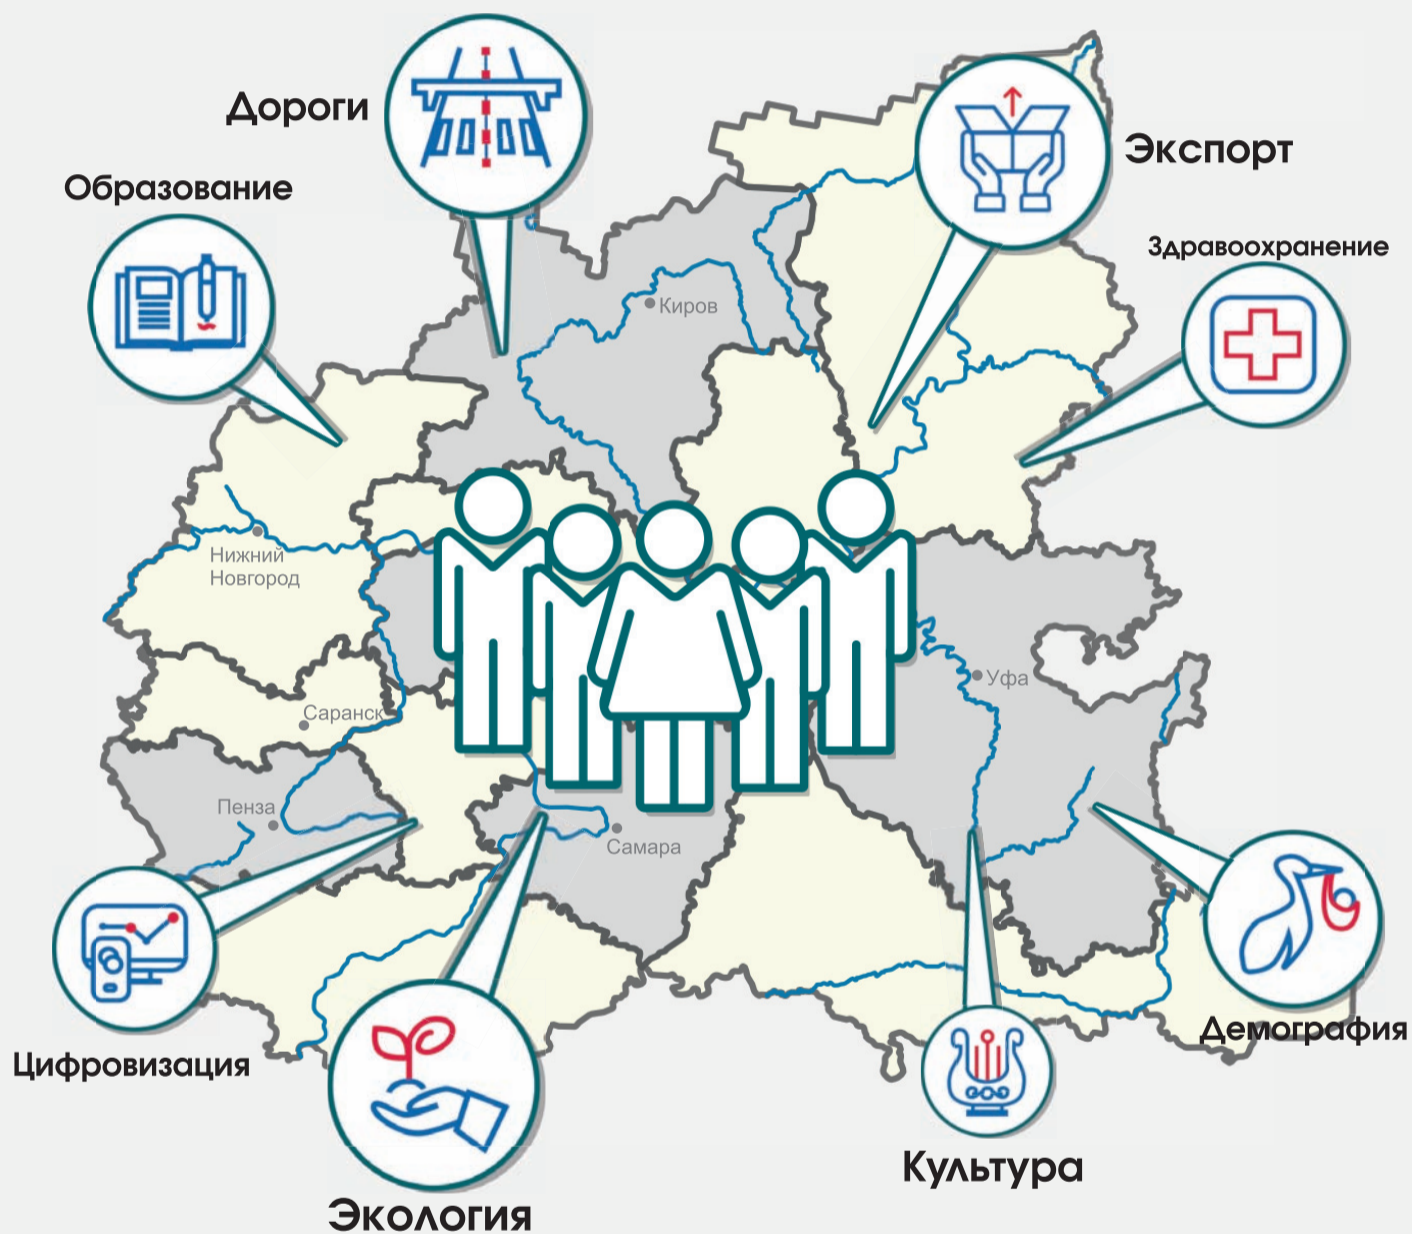 Дороги
Экспорт
Образование
Здравоохранение
Киров
Нижний
Новгород
Уфа
Саранск
Пенза
Самара
Демография
Цифровизация
Культура
Экология